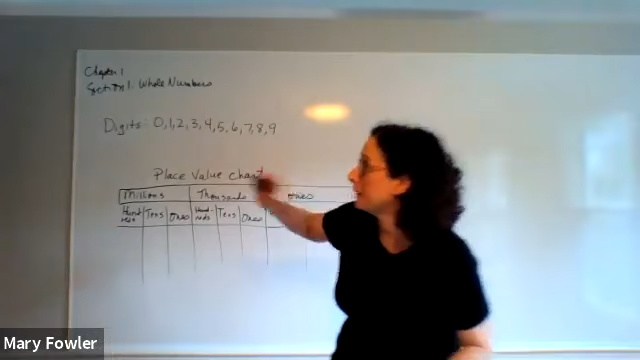 Chapter 1
Section 1: Whole Numbers
Digits: 0,1,2,3,4,5,6,7,8,9
Place Value Chart
Millions Thousands Ones
Hundreds Tens Ones Hundreds Tens Ones
Mary Fowler